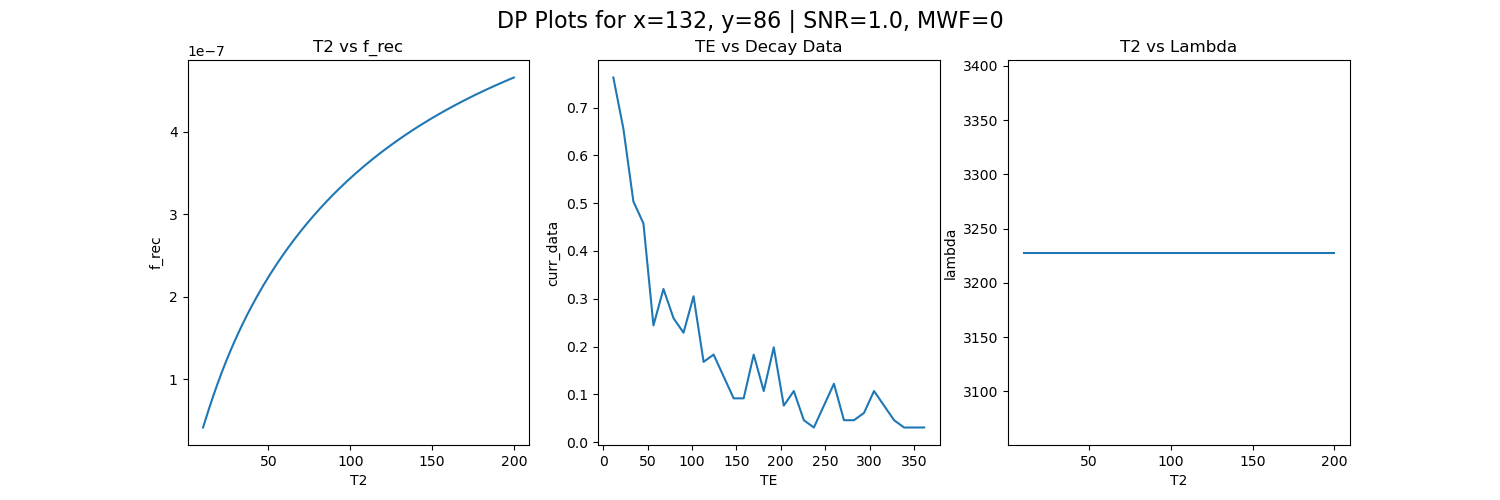 DP Plots for x=132, y=86 | SNR=1.0, MWF=0
T2 vs f_rec
1e−7
4
3
2
1
f_rec
50 100 150 200
T2
TE vs Decay Data
0.7
0.6
0.5
0.4
0.3
0.2
0.1
0.0
curr_data
0 50 100 150 200 250 300 350
TE
T2 vs Lambda
3400
3350
3300
3250
3200
3150
3100
lambda
50 100 150 200
T2